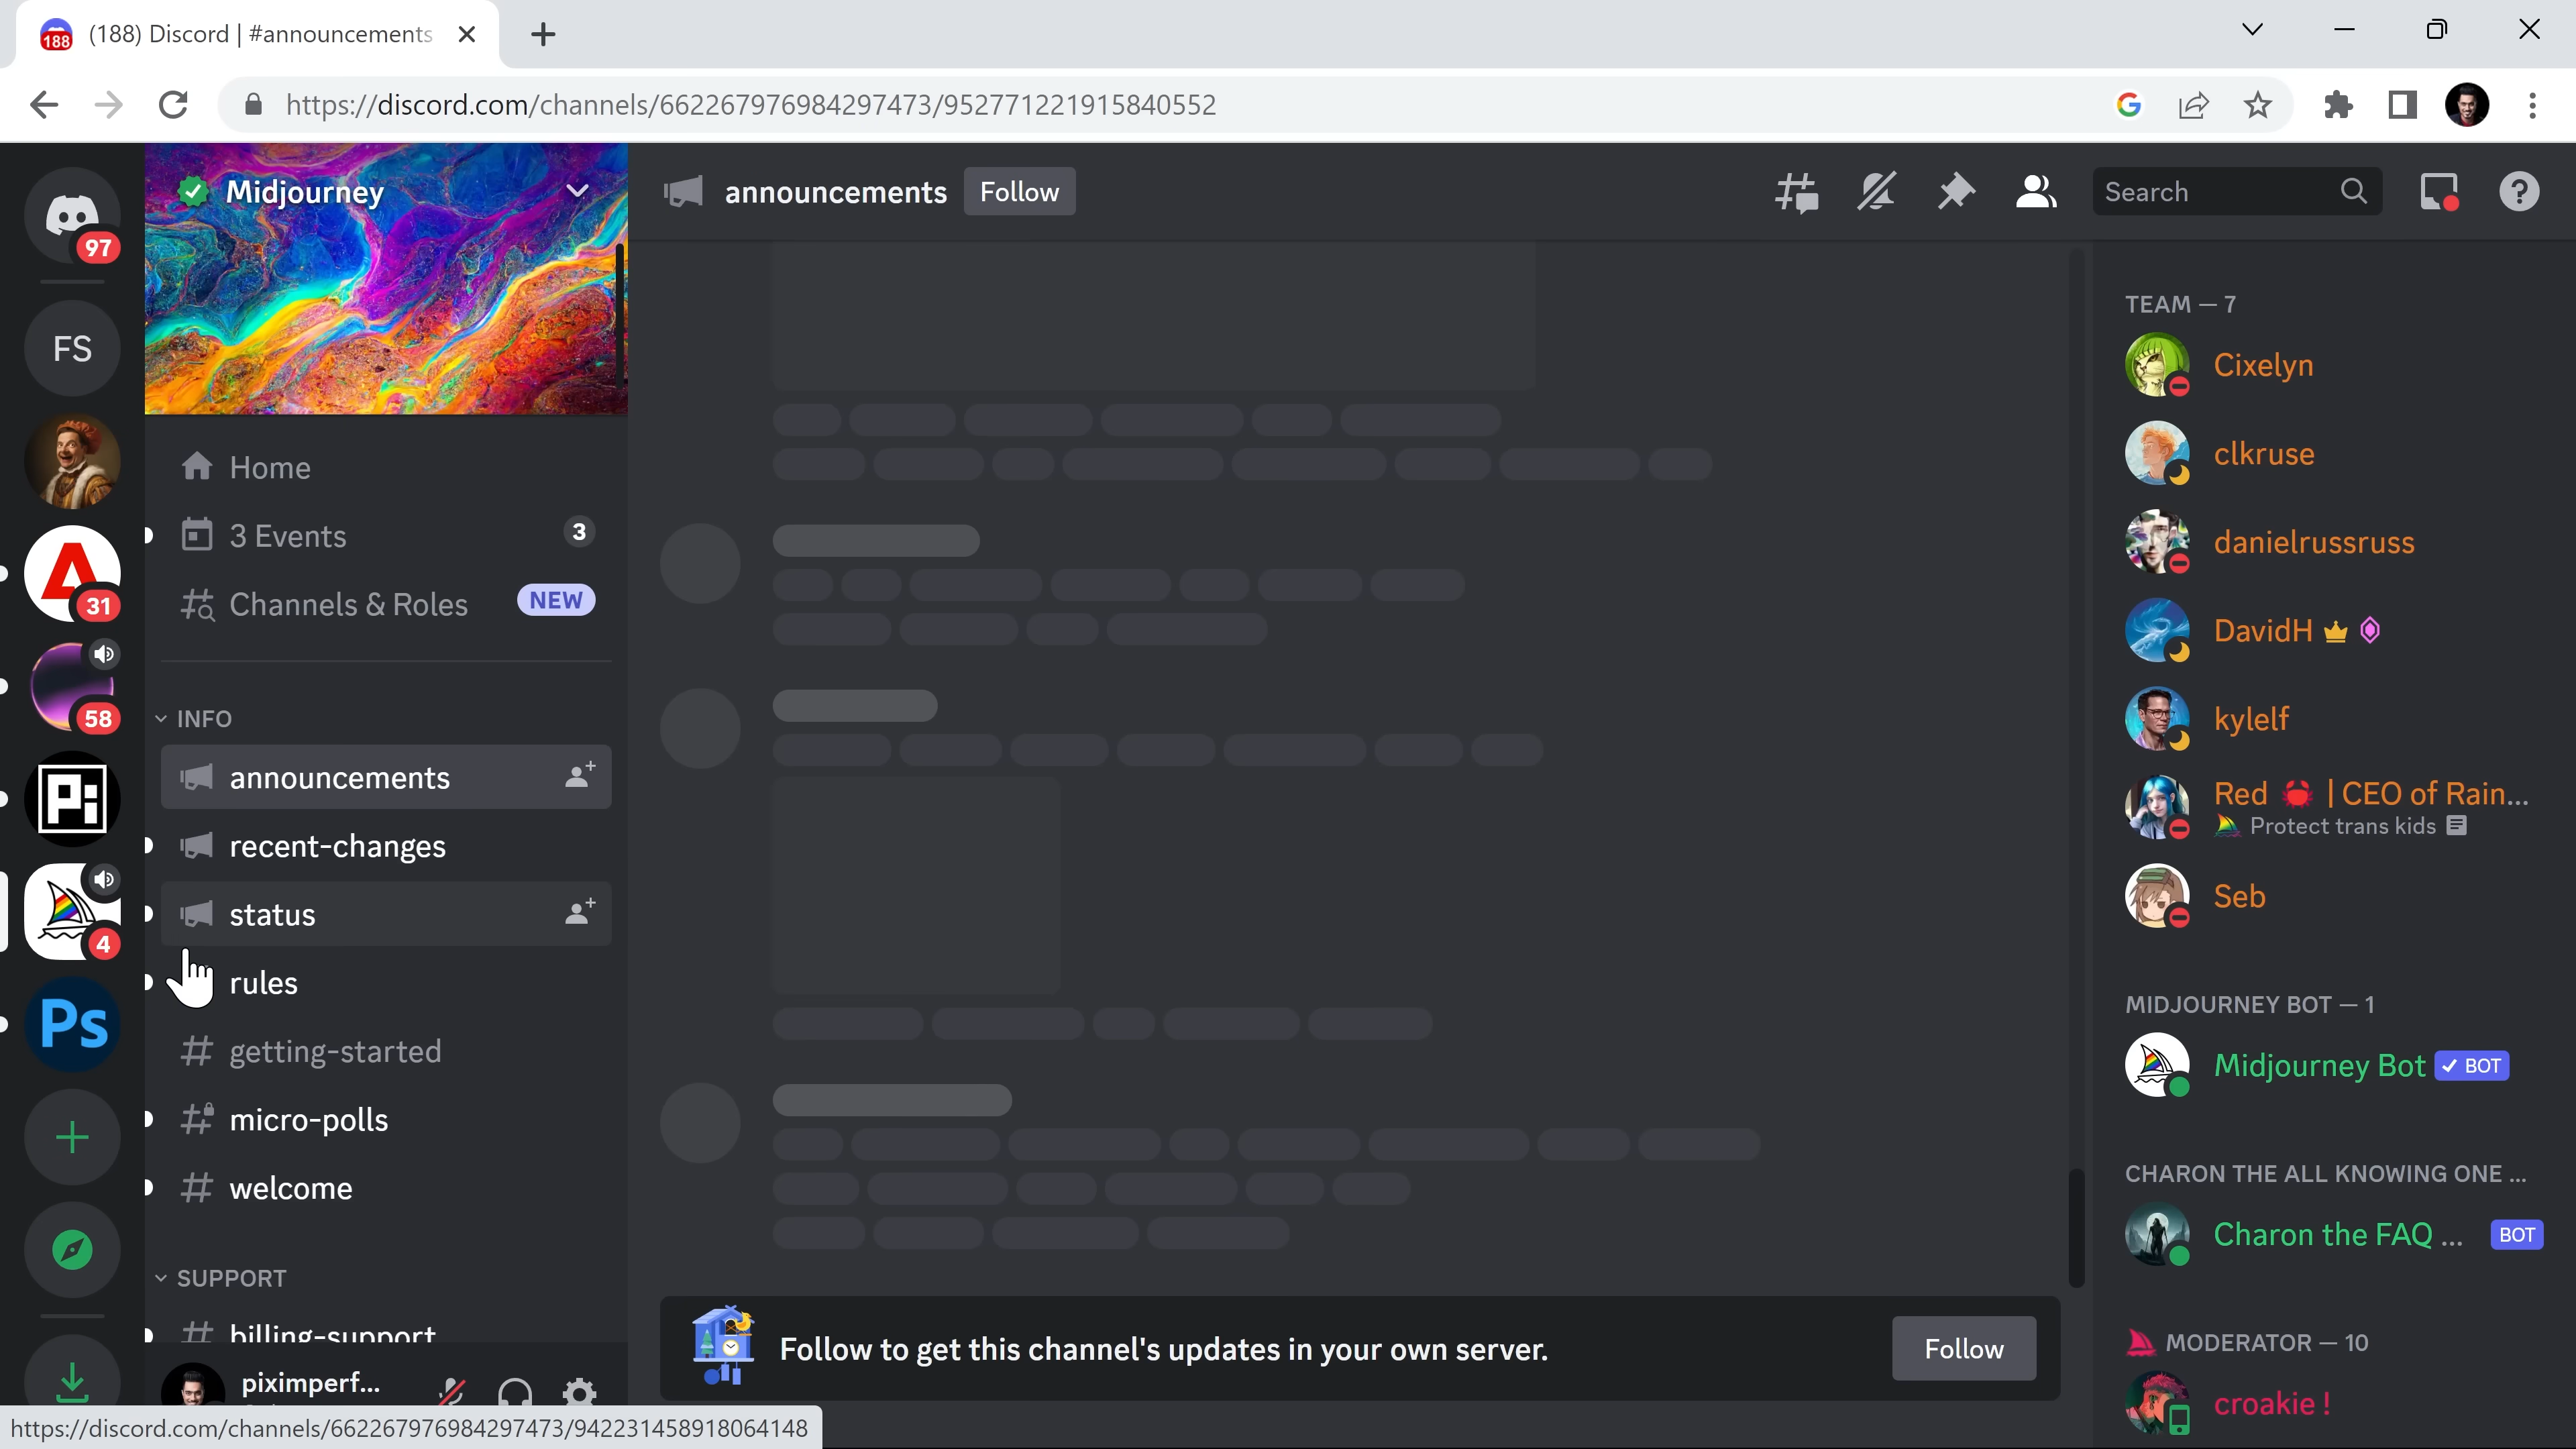 188
(188) Discord | #announcements
https://discord.com/channels/662267976984297473/952771221915840552
97
FS
31
58
Pi
4
Ps
Midjourney
Home
3 Events
3
Channels & Roles
NEW
INFO
announcements
recent-changes
status
rules
getting-started
micro-polls
welcome
SUPPORT
billing-support
piximperf...
https://discord.com/channels/662267976984297473/942231458918064148
announcements
Follow
Search
Follow to get this channel's updates in your own server.
Follow
TEAM — 7
Cixelyn
clkruse
danielrussruss
DavidH
kylelf
Red 🦀 | CEO of Rain...
Protect trans kids
Seb
MIDJOURNEY BOT — 1
Midjourney Bot ✓ BOT
CHARON THE ALL KNOWING ONE ...
Charon the FAQ ... BOT
MODERATOR — 10
croakie !